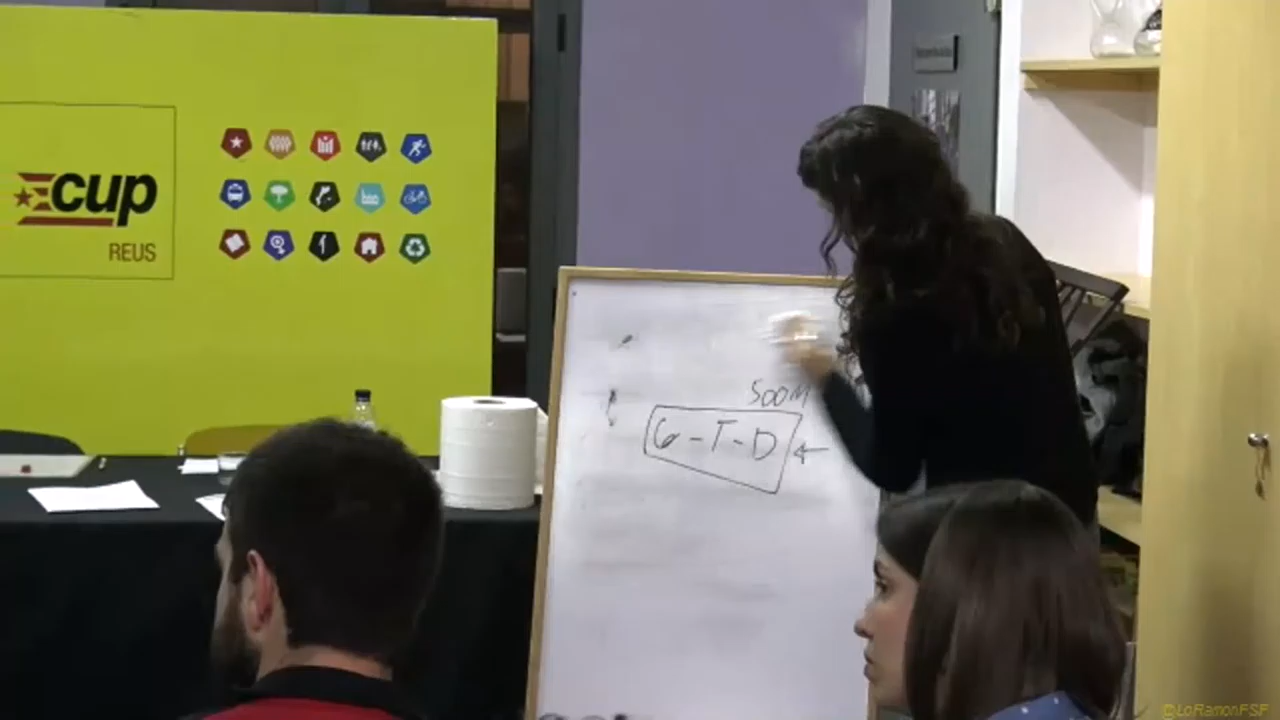 cup
REUS
500M
G-T-D ←
@LoRamonFSF